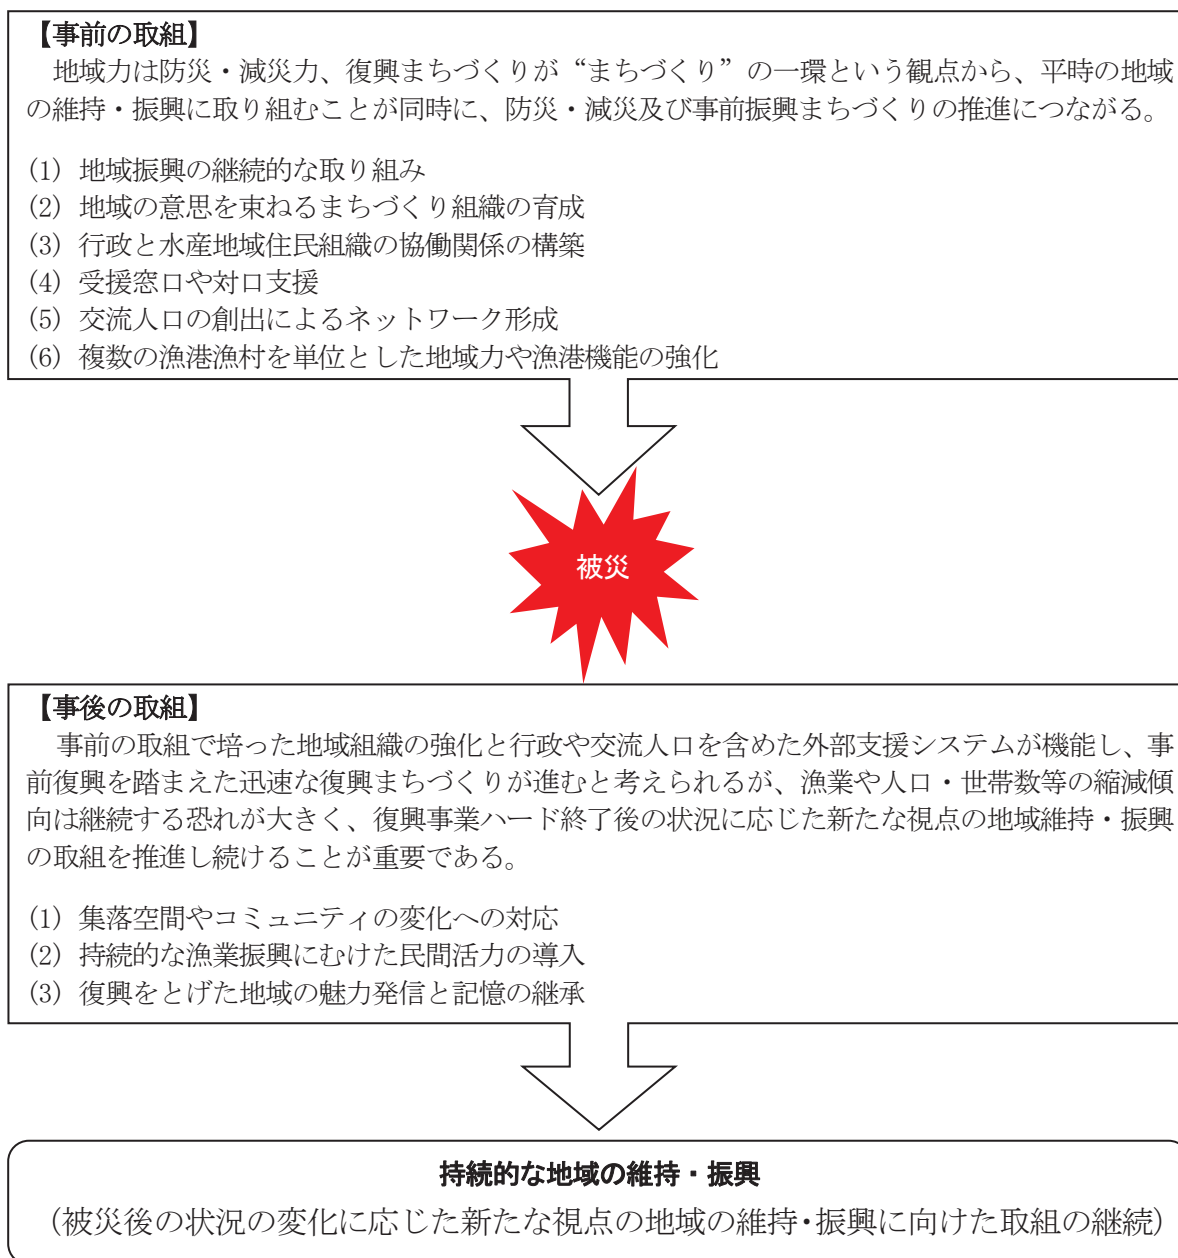 【事前の取組】
地域力は防災・減災力、復興まちづくりが“まちづくり”の一環という観点から、平時の地域
の維持・振興に取り組むことが同時に、防災・減災及び事前振興まちづくりの推進につながる。
(1) 地域振興の継続的な取り組み
(2) 地域の意思を束ねるまちづくり組織の育成
(3) 行政と水産地域住民組織の協働関係の構築
(4) 受援窓口や対口支援
(5) 交流人口の創出によるネットワーク形成
(6) 複数の漁港漁村を単位とした地域力や漁港機能の強化
被災
【事後の取組】
事前の取組で培った地域組織の強化と行政や交流人口を含めた外部支援システムが機能し、事
前復興を踏まえた迅速な復興まちづくりが進むと考えられるが、漁業や人口・世帯数等の縮減傾
向は継続する恐れが大きく、復興事業ハード終了後の状況に応じた新たな視点の地域維持・振興
の取組を推進し続けることが重要である。
(1) 集落空間やコミュニティの変化への対応
(2) 持続的な漁業振興にむけた民間活力の導入
(3) 復興をとげた地域の魅力発信と記憶の継承
持続的な地域の維持・振興
（被災後の状況の変化に応じた新たな視点の地域の維持･振興に向けた取組の継続）